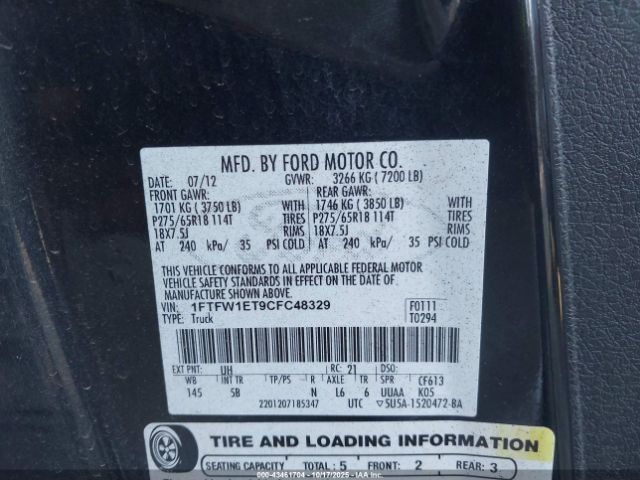 MFD. BY FORD MOTOR CO.
DATE: 07/12 GVWR: 3266 KG ( 7200 LB)
FRONT GAWR: REAR GAWR:
1701 KG ( 3750 LB) WITH 1746 KG ( 3850 LB) WITH
P275/65R18 114T TIRES P275/65R18 114T TIRES
18X7.5J RIMS 18X7.5J RIMS
AT 240 kPa/ 35 PSI COLD AT 240 kPa/ 35 PSI COLD
THIS VEHICLE CONFORMS TO ALL APPLICABLE FEDERAL MOTOR
VEHICLE SAFETY STANDARDS IN EFFECT ON THE DATE OF
MANUFACTURE SHOWN ABOVE.
VIN: 1FTFW1ET9CFC48329 F0111
TYPE: Truck T0294
EXT PNT: UH RC: 21 DSO:
WB INT TR TP/PS R AXLE TR SPR CF613
145 SB N L6 6 UUAA K05
2201207185347 UTC 5U5A-1520472-BA
TIRE AND LOADING INFORMATION
SEATING CAPACITY TOTAL: 5 FRONT: 2 REAR: 3
000-43461704 - 10/17/2025 - IAA Inc.